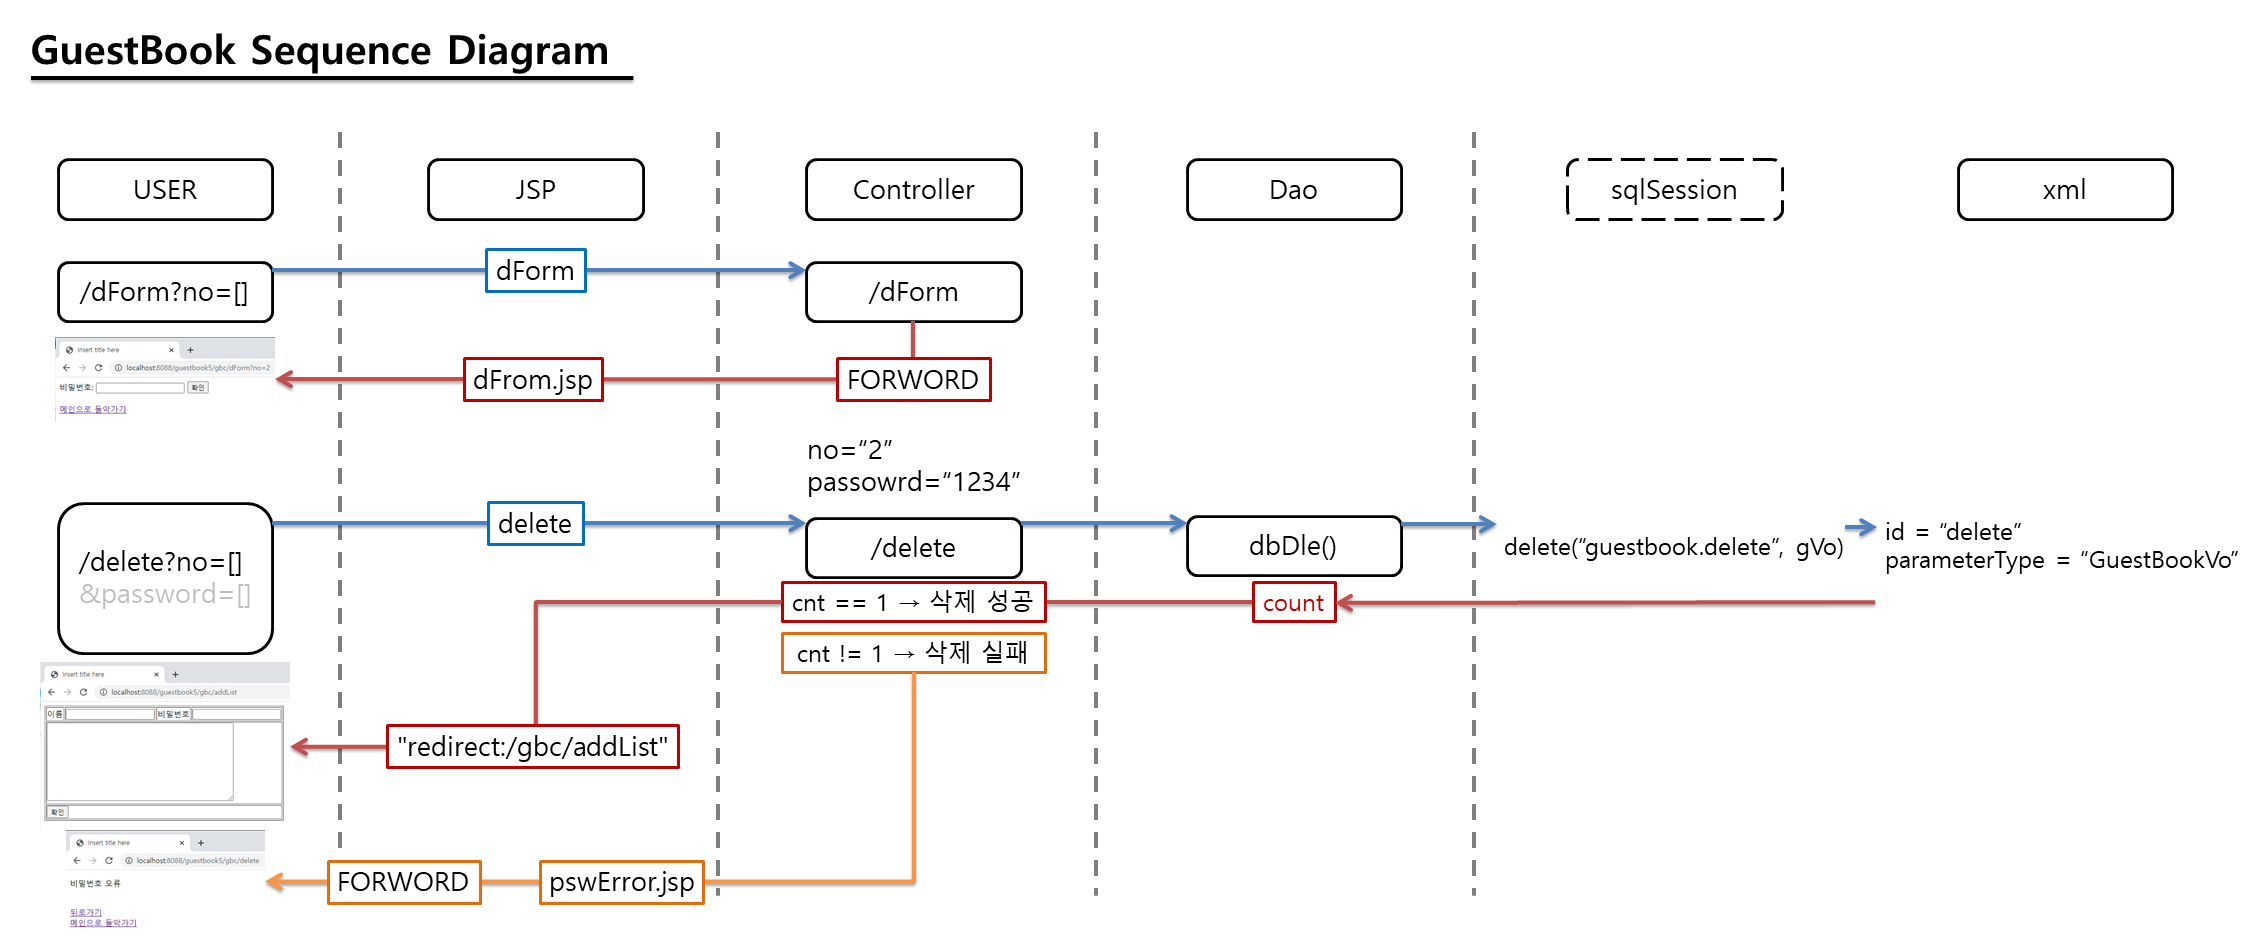 GuestBook Sequence Diagram
USER
JSP
Controller
Dao
sqlSession
xml
/dForm?no=[]
dForm
/dForm
Insert title here
localhost:8088/guestbook5/gbc/dForm?no=2
비밀번호:
확인
메인으로 돌아가기
dFrom.jsp
FORWORD
no=“2”
passowrd=“1234”
/delete?no=[]
&password=[]
delete
/delete
dbDle()
delete(“guestbook.delete”, gVo)
id = “delete”
parameterType = “GuestBookVo”
cnt == 1 → 삭제 성공
count
cnt != 1 → 삭제 실패
Insert title here
localhost:8088/guestbook5/gbc/addList
이름
비밀번호
확인
"redirect:/gbc/addList"
Insert title here
localhost:8088/guestbook5/gbc/delete
비밀번호 오류
뒤로가기
메인으로 돌아가기
FORWORD
pswError.jsp